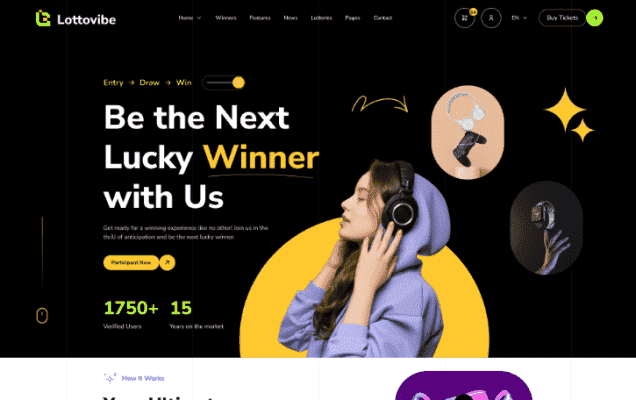 Lottovibe
Home Winners Features News Lotteries Pages Contact
EN
Buy Tickets
Entry → Draw → Win
Be the Next
Lucky Winner
with Us
Get ready for a winning experience like no other! Join us in the
thrill of anticipation and be the next lucky winner.
Participant Now
1750+ 15
Verified Users Years on the market
How It Works